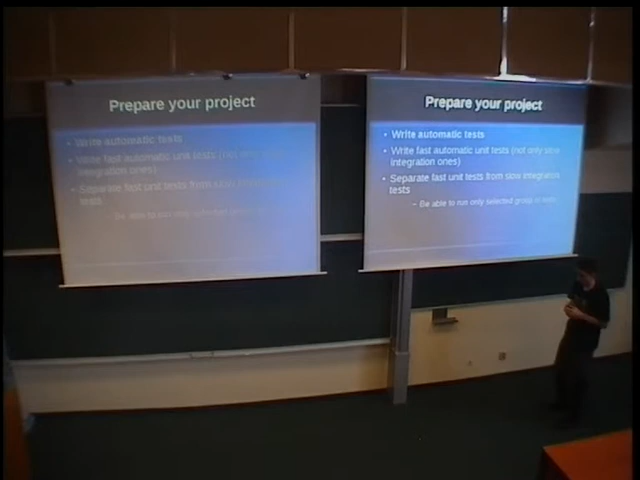 Prepare your project
Write automatic tests
Write fast automatic unit tests (not only slow
integration ones)
Separate fast unit tests from slow integration
tests
Prepare your project
• Write automatic tests
• Write fast automatic unit tests (not only slow
integration ones)
• Separate fast unit tests from slow integration
tests
– Be able to run only selected group of tests